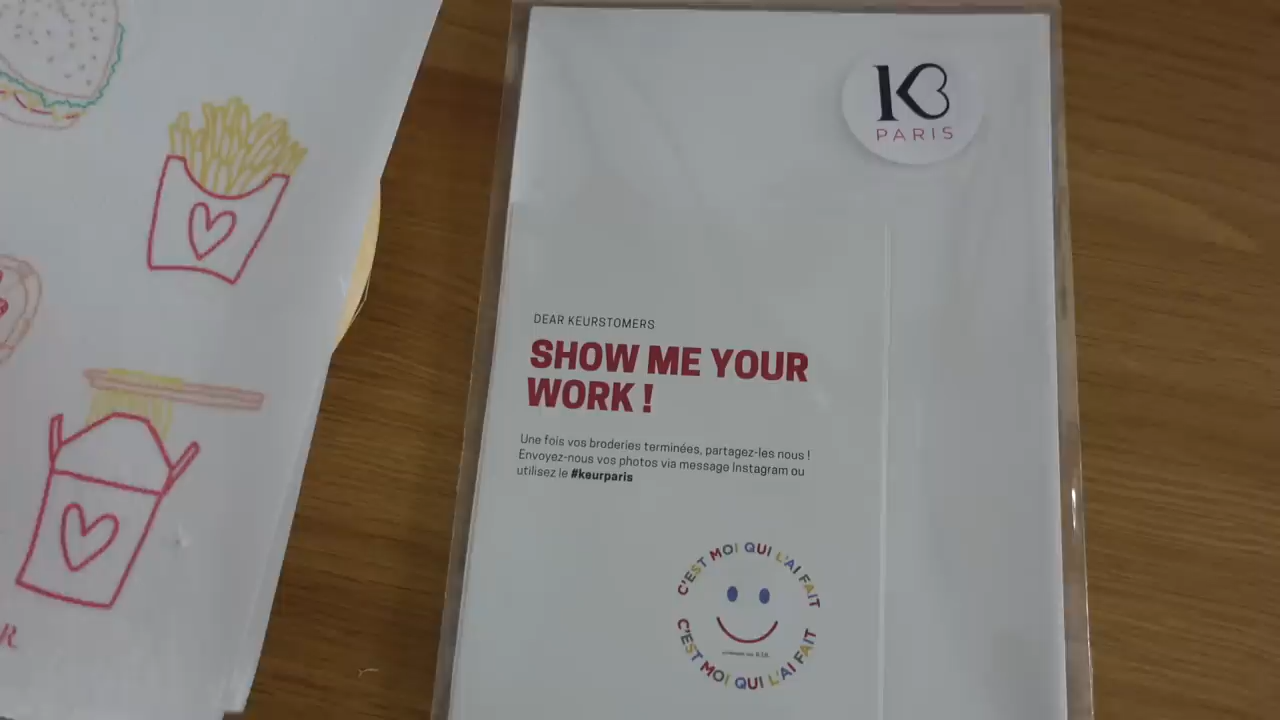 K
PARIS
DEAR KEURSTOMERS
SHOW ME YOUR
WORK !
Une fois vos broderies terminées, partagez-les nous !
Envoyez-nous vos photos via message Instagram ou
utilisez le #keurparis
C'EST MOI QUI L'AI FAIT
C'EST MOI QUI L'AI FAIT
R